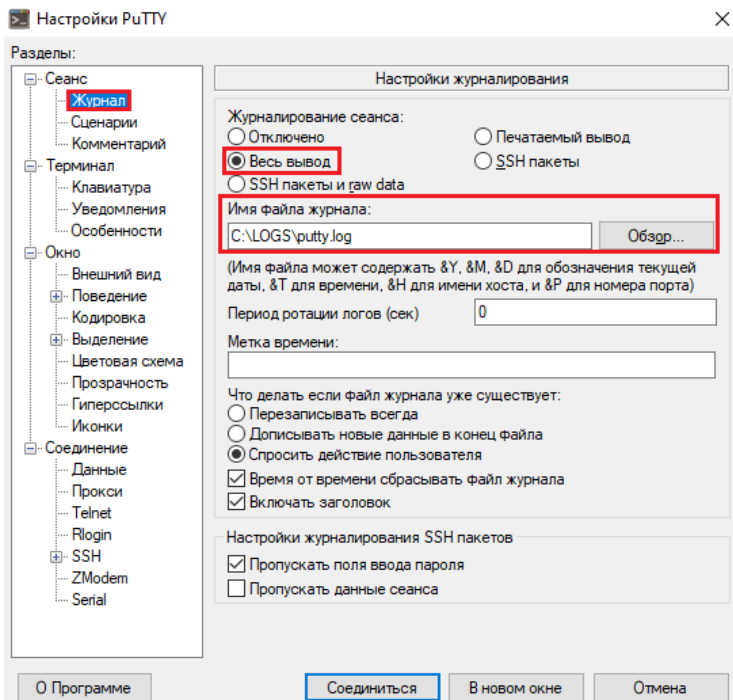 Настройки PuTTY
Разделы:
Сеанс
Журнал
Сценарии
Комментарий
Терминал
Клавиатура
Уведомления
Особенности
Окно
Внешний вид
Поведение
Кодировка
Выделение
Цветовая схема
Прозрачность
Гиперссылки
Иконки
Соединение
Данные
Прокси
Telnet
Rlogin
SSH
ZModem
Serial
Настройки журналирования
Журналирование сеанса:
Отключено
Печатаемый вывод
Весь вывод
SSH пакеты
SSH пакеты и raw data
Имя файла журнала:
C:\LOGS\putty.log
Обзор...
(Имя файла может содержать &Y, &M, &D для обозначения текущей
даты, &T для времени, &H для имени хоста, и &P для номера порта)
Период ротации логов (сек)
0
Метка времени:
Что делать если файл журнала уже существует:
Перезаписывать всегда
Дописывать новые данные в конец файла
Спросить действие пользователя
Время от времени сбрасывать файл журнала
Включать заголовок
Настройки журналирования SSH пакетов
Пропускать поля ввода пароля
Пропускать данные сеанса
О Программе
Соединиться
В новом окне
Отмена